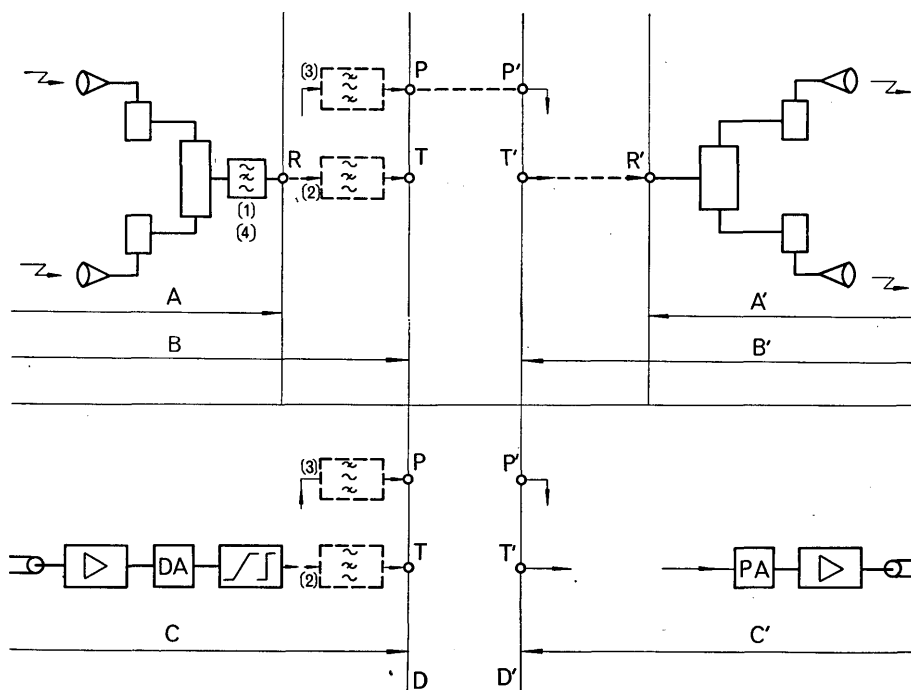 (3) P P'
R (2) T T' R'
(1)
(4)
A A'
B B'
(3) P P'
DA (2) T T' PA
C C'
D D'